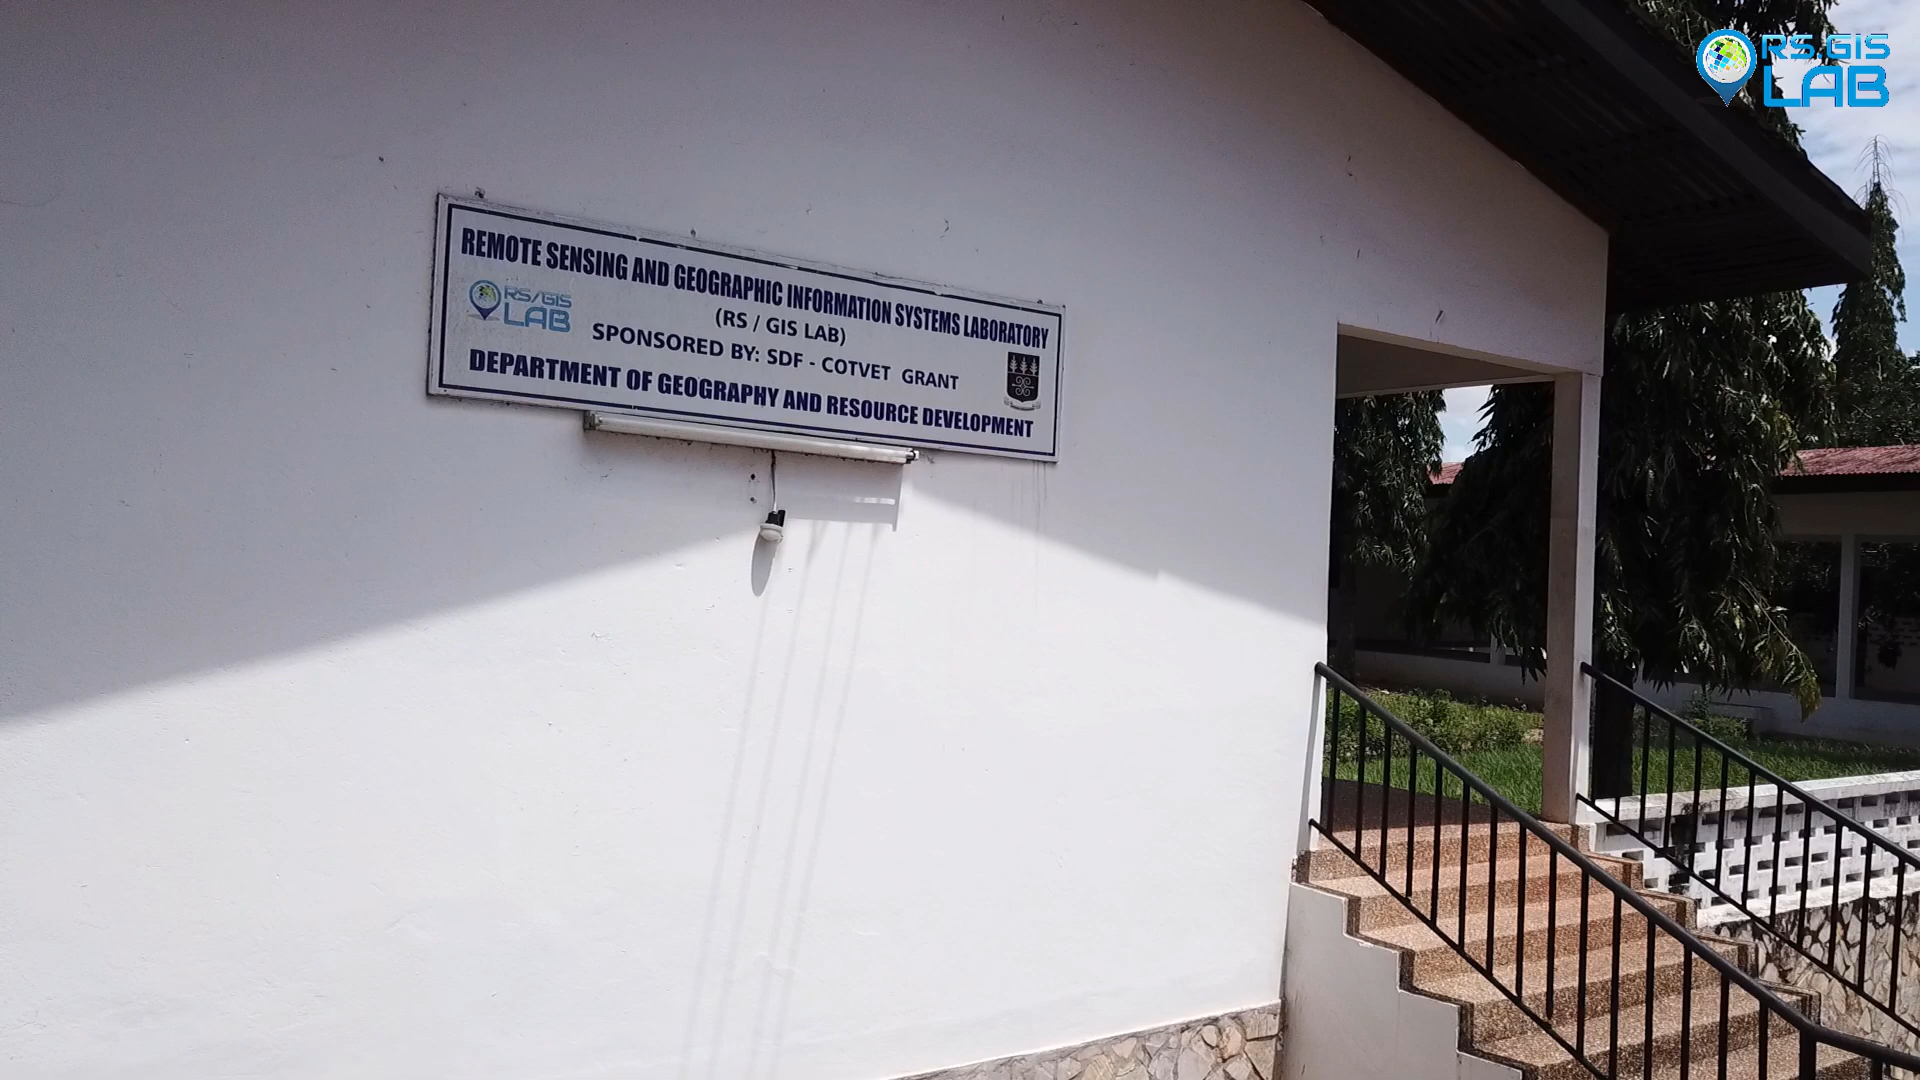 RS.GIS
LAB
REMOTE SENSING AND GEOGRAPHIC INFORMATION SYSTEMS LABORATORY
(RS / GIS LAB)
RS/GIS
LAB
SPONSORED BY: SDF - COTVET GRANT
DEPARTMENT OF GEOGRAPHY AND RESOURCE DEVELOPMENT